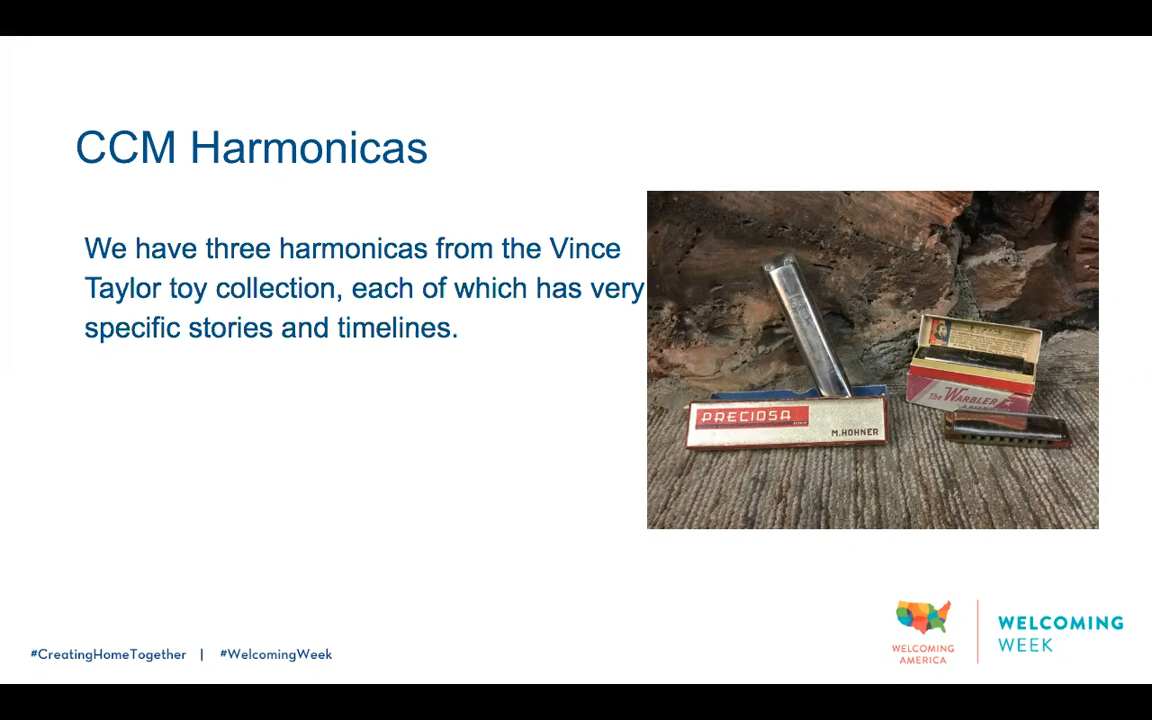 CCM Harmonicas
We have three harmonicas from the Vince
Taylor toy collection, each of which has very
specific stories and timelines.
PRECIOSA
M. HOHNER
The WARBLER
#CreatingHomeTogether | #WelcomingWeek
WELCOMING
AMERICA
WELCOMING
WEEK